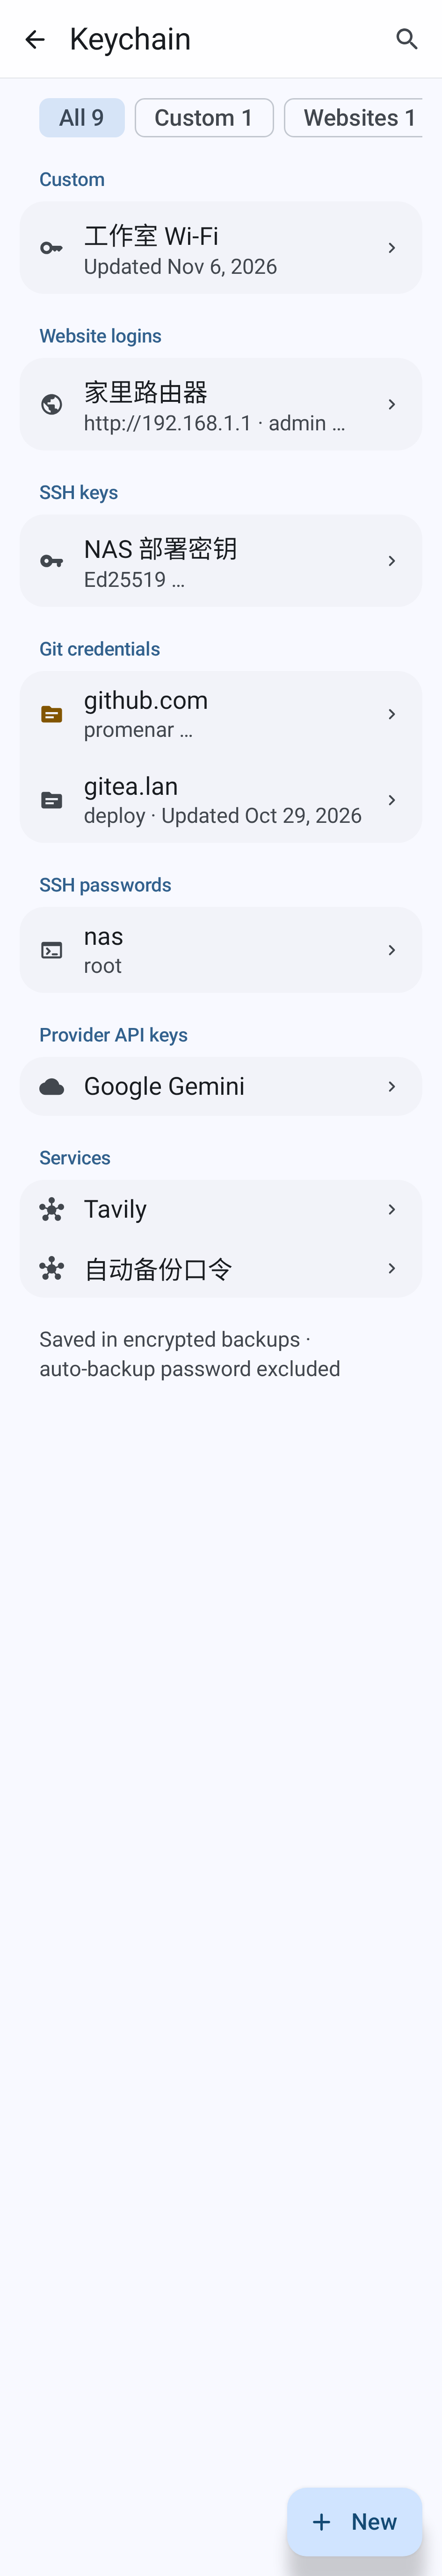 Keychain
All 9
Custom 1
Websites 1
Custom
工作室 Wi-Fi
Updated Nov 6, 2026
Website logins
家里路由器
http://192.168.1.1 · admin …
SSH keys
NAS 部署密钥
Ed25519 …
Git credentials
github.com
promenar …
gitea.lan
deploy · Updated Oct 29, 2026
SSH passwords
nas
root
Provider API keys
Google Gemini
Services
Tavily
自动备份口令
Saved in encrypted backups ·
auto-backup password excluded
New